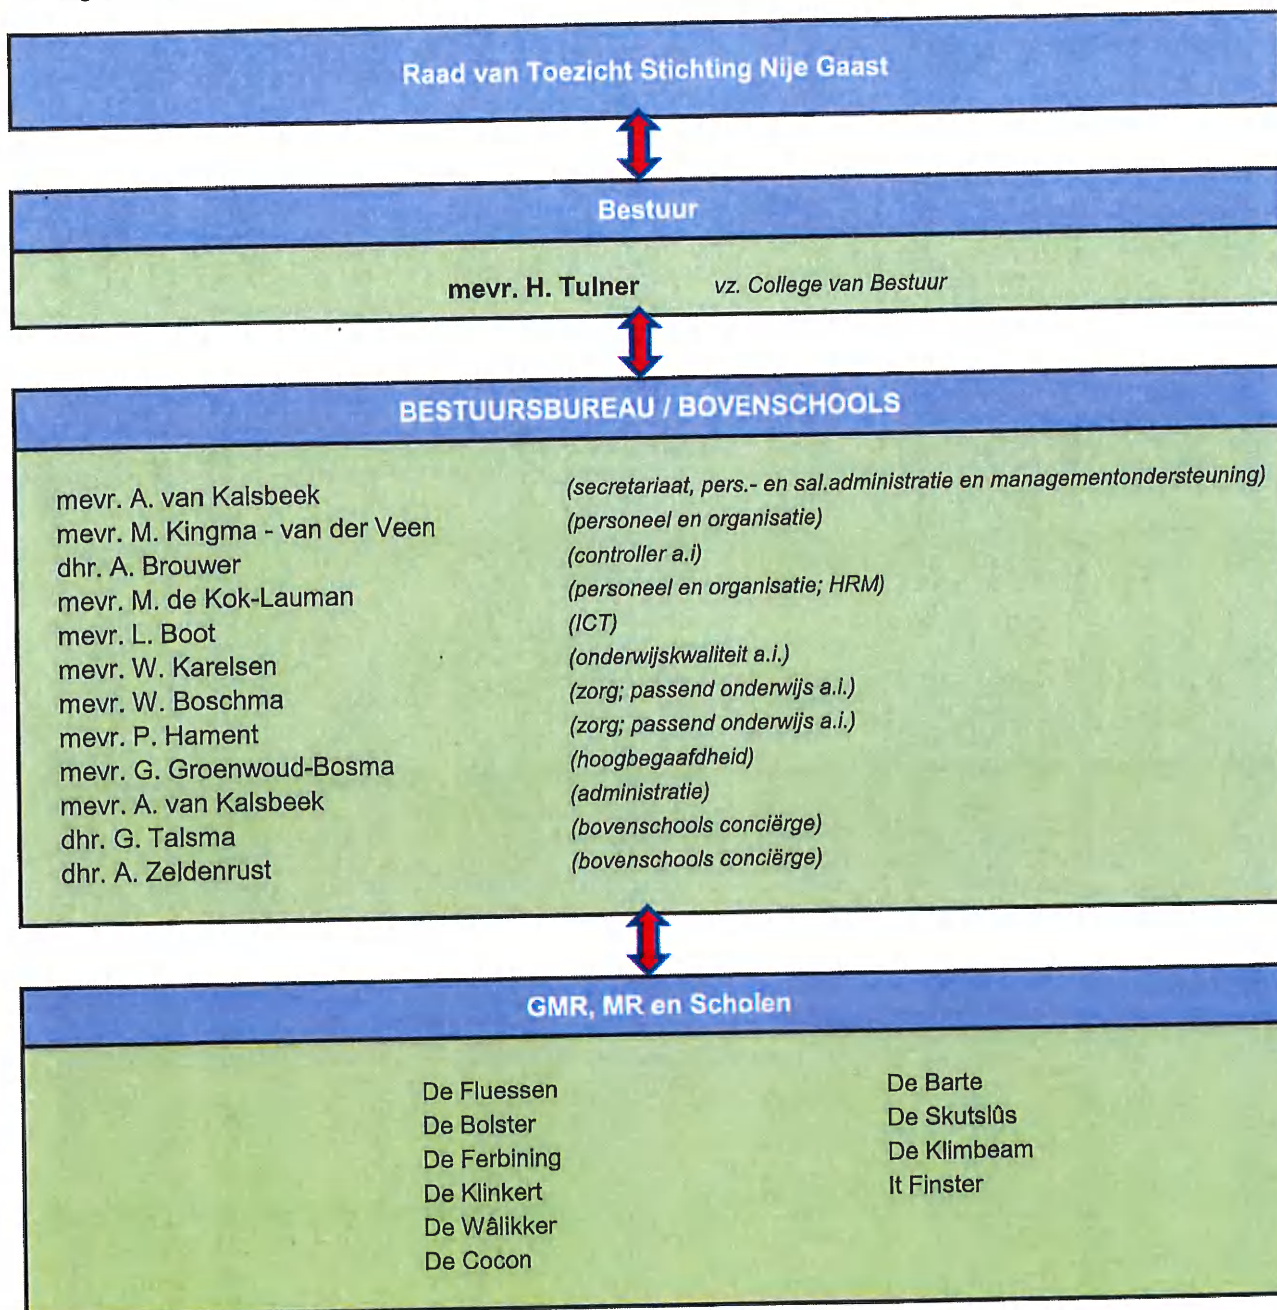 Raad van Toezicht Stichting Nije Gaast
Bestuur
mevr. H. Tulner vz. College van Bestuur
BESTUURSBUREAU / BOVENSCHOOLS
mevr. A. van Kalsbeek (secretariaat, pers.- en sal.administratie en managementondersteuning)
mevr. M. Kingma - van der Veen (personeel en organisatie)
dhr. A. Brouwer (controller a.i)
mevr. M. de Kok-Lauman (personeel en organisatie; HRM)
mevr. L. Boot (ICT)
mevr. W. Karelsen (onderwijskwaliteit a.i.)
mevr. W. Boschma (zorg; passend onderwijs a.i.)
mevr. P. Hament (zorg; passend onderwijs a.i.)
mevr. G. Groenwoud-Bosma (hoogbegaafdheid)
mevr. A. van Kalsbeek (administratie)
dhr. G. Talsma (bovenschools conciërge)
dhr. A. Zeldenrust (bovenschools conciërge)
GMR, MR en Scholen
De Fluessen De Barte
De Bolster De Skutslûs
De Ferbining De Klimbeam
De Klinkert It Finster
De Wâlikker
De Cocon